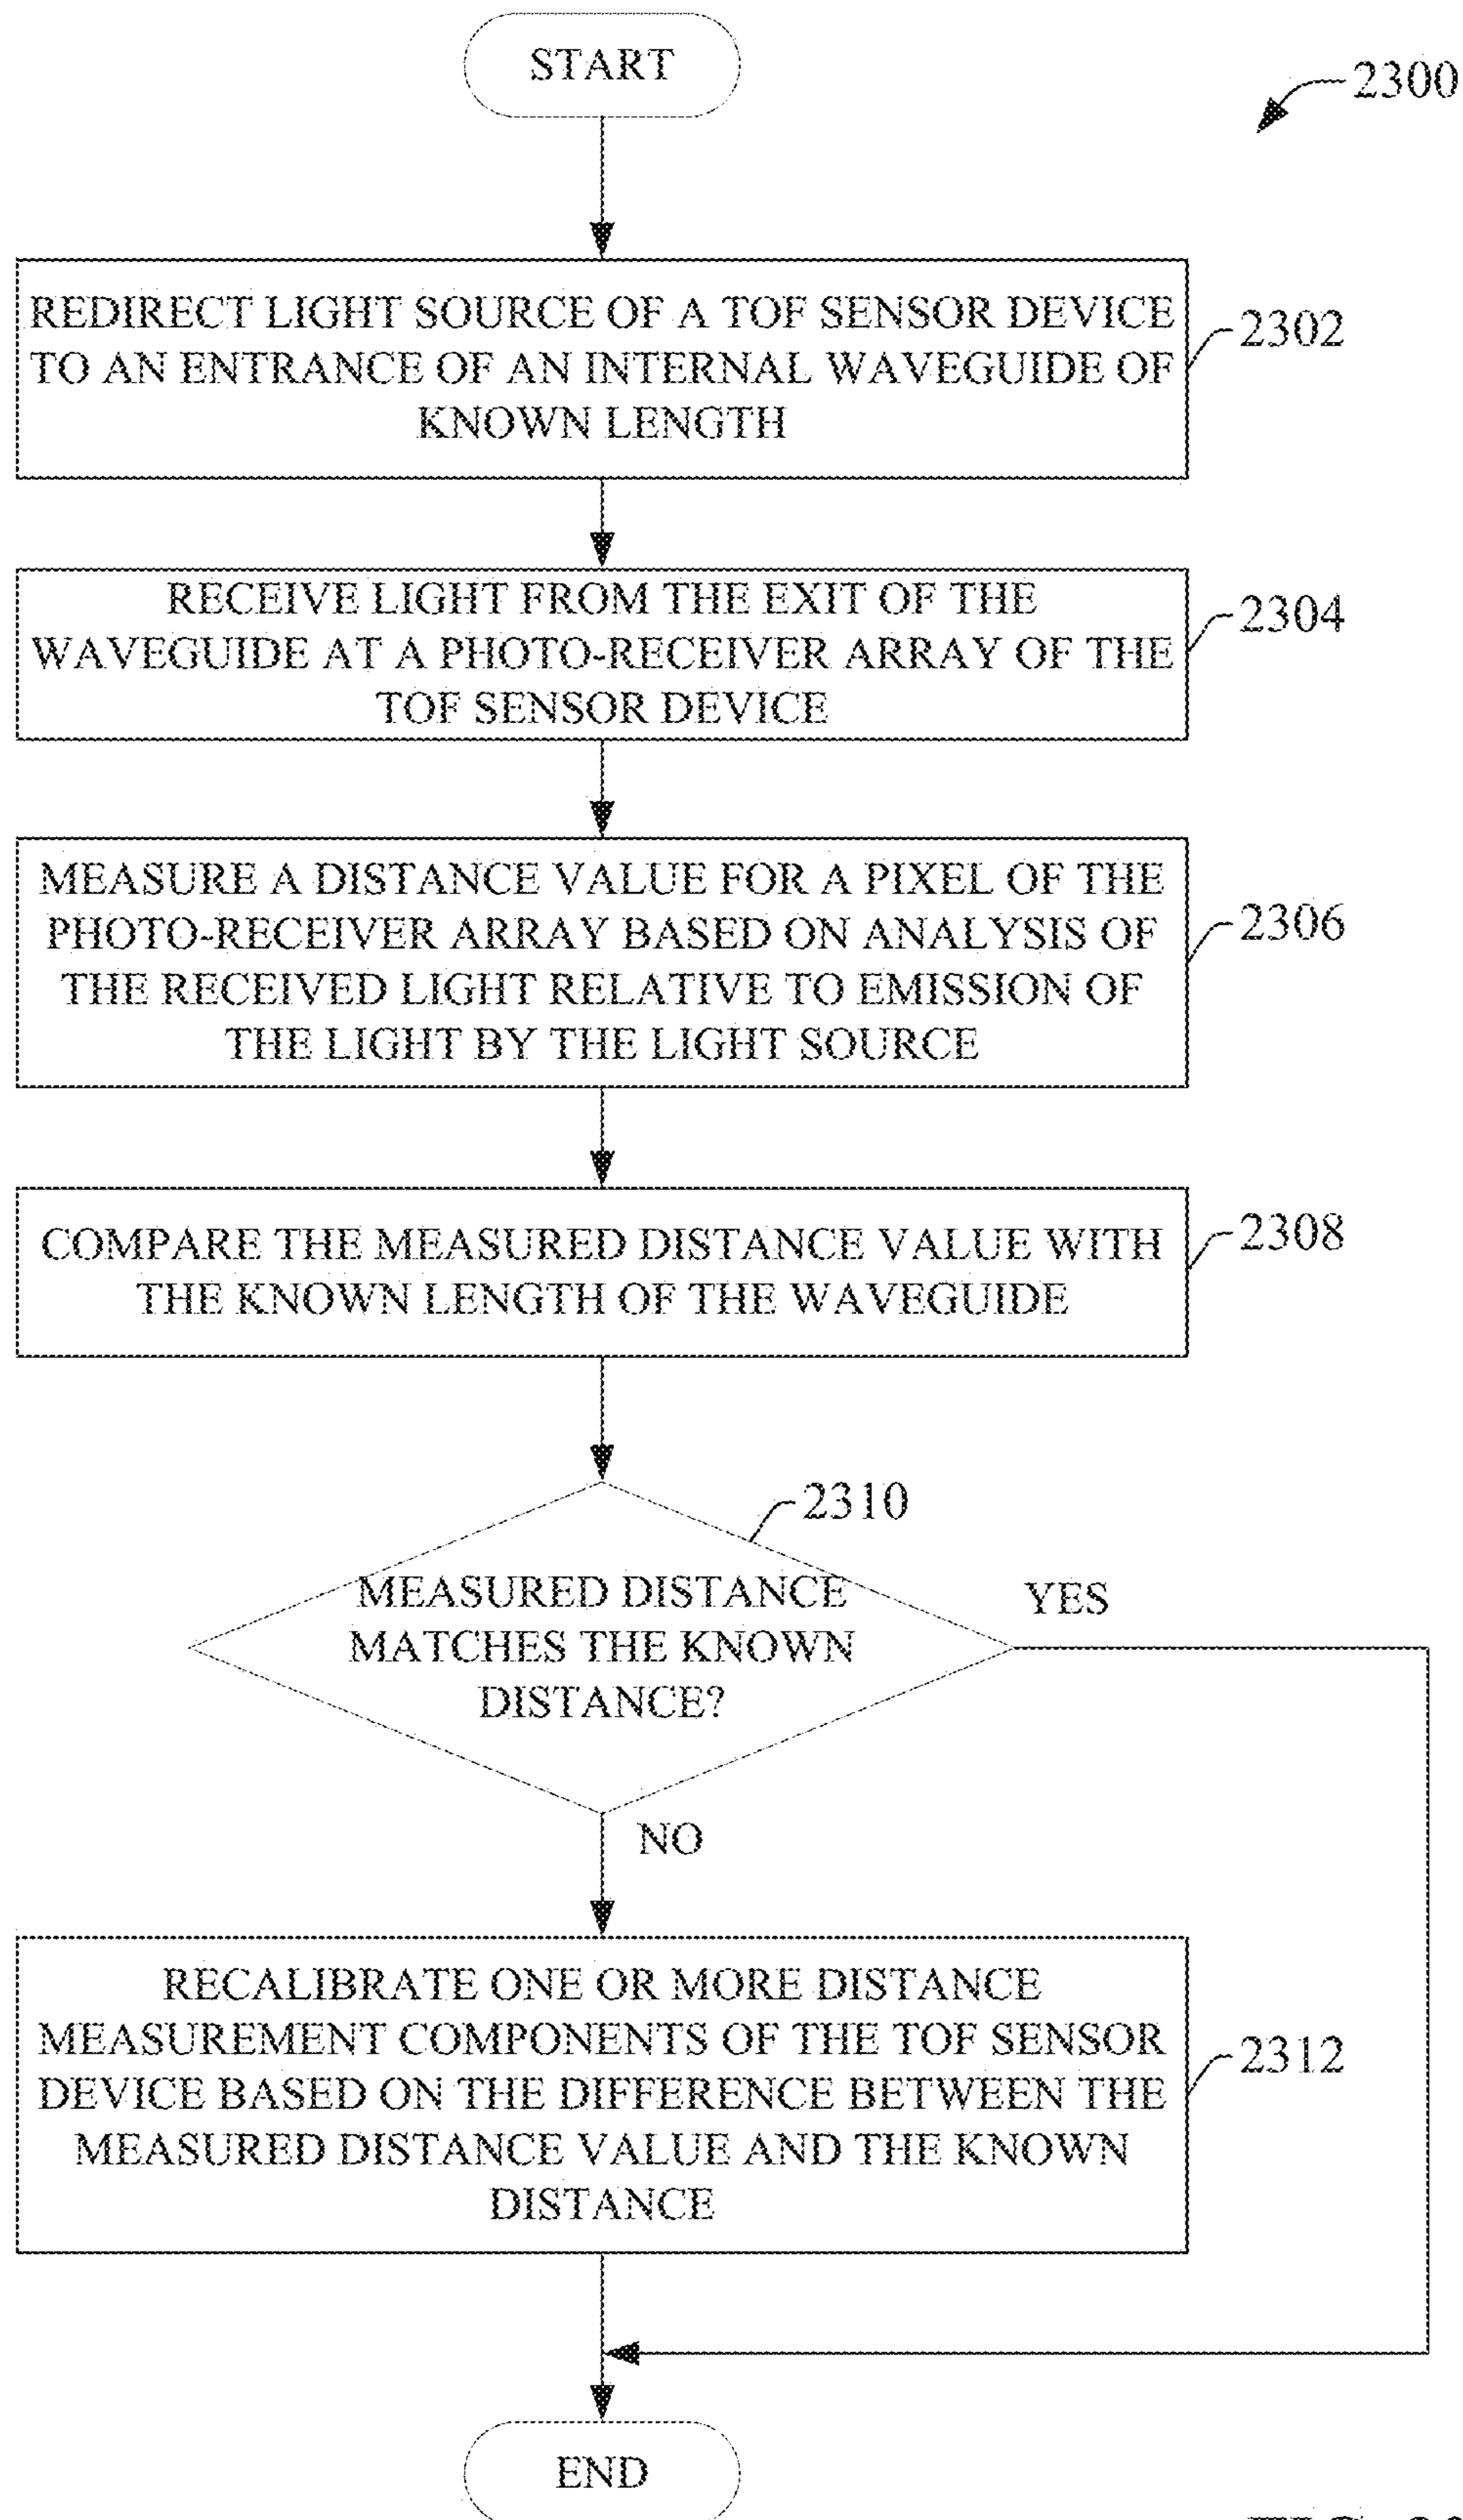 START
2300
REDIRECT LIGHT SOURCE OF A TOF SENSOR DEVICE
TO AN ENTRANCE OF AN INTERNAL WAVEGUIDE OF
KNOWN LENGTH
2302
RECEIVE LIGHT FROM THE EXIT OF THE
WAVEGUIDE AT A PHOTO-RECEIVER ARRAY OF THE
TOF SENSOR DEVICE
2304
MEASURE A DISTANCE VALUE FOR A PIXEL OF THE
PHOTO-RECEIVER ARRAY BASED ON ANALYSIS OF
THE RECEIVED LIGHT RELATIVE TO EMISSION OF
THE LIGHT BY THE LIGHT SOURCE
2306
COMPARE THE MEASURED DISTANCE VALUE WITH
THE KNOWN LENGTH OF THE WAVEGUIDE
2308
2310
MEASURED DISTANCE
MATCHES THE KNOWN
DISTANCE?
YES
NO
RECALIBRATE ONE OR MORE DISTANCE
MEASUREMENT COMPONENTS OF THE TOF SENSOR
DEVICE BASED ON THE DIFFERENCE BETWEEN THE
MEASURED DISTANCE VALUE AND THE KNOWN
DISTANCE
2312
END